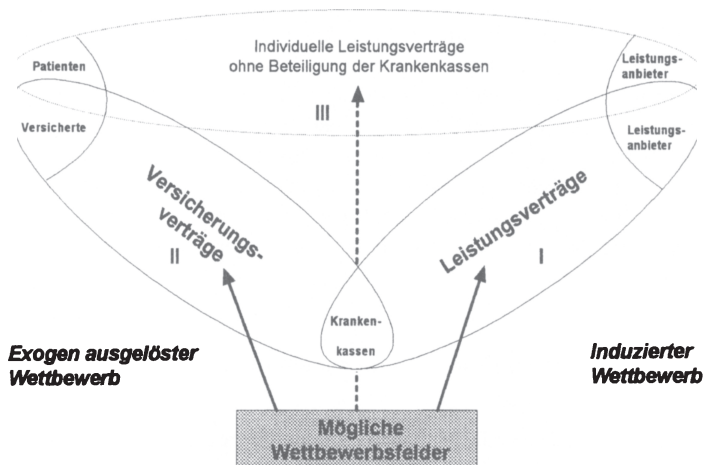 Individuelle Leistungsverträge
ohne Beteiligung der Krankenkassen
Patienten
Versicherte
Leistungs-
anbieter
Leistungs-
anbieter
III
Versicherungs-
verträge
II
Leistungsverträge
I
Kranken-
kassen
Exogen ausgelöster
Wettbewerb
Induzierter
Wettbewerb
Mögliche
Wettbewerbsfelder